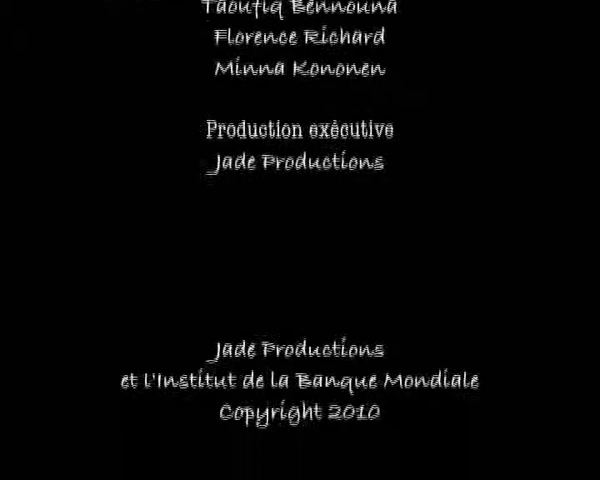 Taoufiq Bennouna
Florence Richard
Minna Kononen
Production exécutive
Jade Productions
Jade Productions
et l'Institut de la Banque Mondiale
Copyright 2010